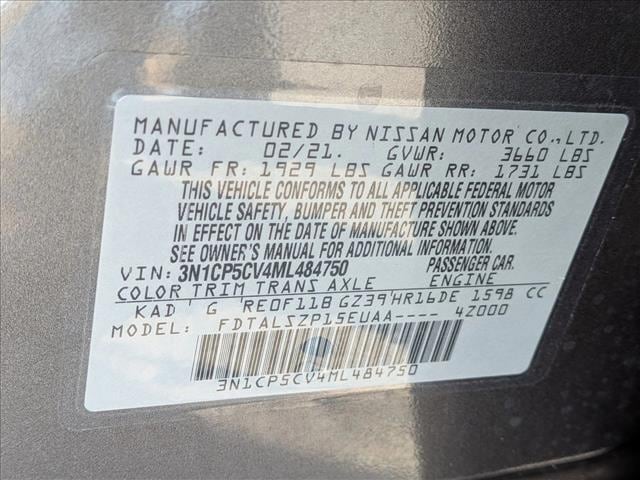 MANUFACTURED BY NISSAN MOTOR CO.,LTD.
DATE: 02/21. GVWR: 3660 LBS
GAWR FR: 1929 LBS GAWR RR: 1731 LBS
THIS VEHICLE CONFORMS TO ALL APPLICABLE FEDERAL MOTOR
VEHICLE SAFETY, BUMPER AND THEFT PREVENTION STANDARDS
IN EFFECT ON THE DATE OF MANUFACTURE SHOWN ABOVE.
SEE OWNER'S MANUAL FOR ADDITIONAL INFORMATION.
VIN: 3N1CP5CV4ML484750 PASSENGER CAR.
COLOR TRIM TRANS AXLE ENGINE
KAD ' G ' RE0F11B GZ39'HR16DE 1598 CC
FDTALSZP15EUAA---- 4Z000
3N1CP5CV4ML484750